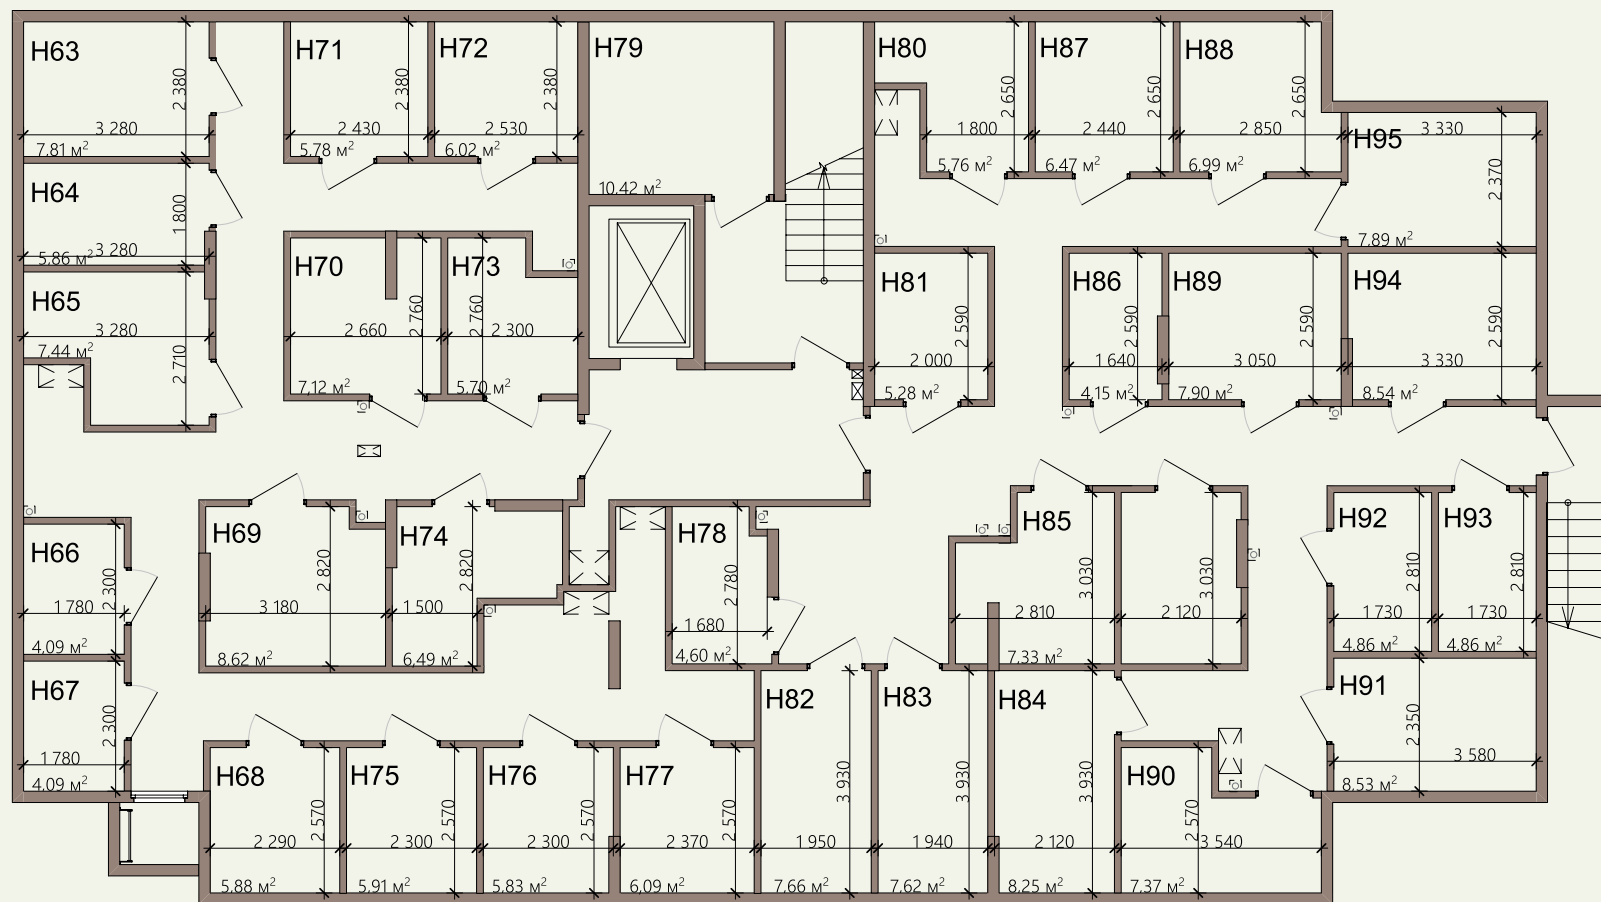 H63
2 380
3 280
7,81 м²
H64
1 800
3 280
5,86 м²
H65
3 280
7,44 м²
2 710
H71
2 380
2 430
5,78 м²
H72
2 380
2 530
6,02 м²
H79
10,42 м²
H80
2 650
1 800
5,76 м²
H87
2 650
2 440
6,47 м²
H88
2 650
2 850
6,99 м²
H95
3 330
2 370
7,89 м²
H70
2 760
2 660
7,12 м²
H73
2 760
2 300
5,70 м²
H81
2 590
2 000
5,28 м²
H86
2 590
1 640
4,15 м²
H89
2 590
3 050
7,90 м²
H94
2 590
3 330
8,54 м²
H66
2 300
1 780
4,09 м²
H69
2 820
3 180
8,62 м²
H74
2 820
1 500
6,49 м²
H78
2 780
1 680
4,60 м²
H85
3 030
2 810
7,33 м²
3 030
2 120
H92
2 810
1 730
4,86 м²
H93
2 810
1 730
4,86 м²
H67
2 300
1 780
4,09 м²
H68
2 570
2 290
5,88 м²
H75
2 570
2 300
5,91 м²
H76
2 570
2 300
5,83 м²
H77
2 570
2 370
6,09 м²
H82
3 930
1 950
7,66 м²
H83
3 930
1 940
7,62 м²
H84
3 930
2 120
8,25 м²
H90
2 570
3 540
7,37 м²
H91
2 350
3 580
8,53 м²